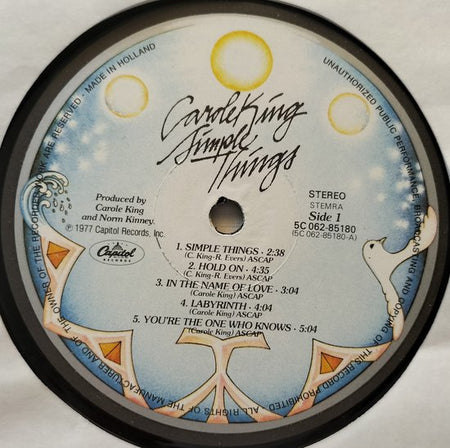 Carole King
Simple
Things
Produced by
Carole King
and Norm Kinney.
℗ 1977 Capitol Records, Inc.
Capitol
RECORDS
STEREO
STEMRA
Side 1
5C 062-85180
(5C 062-85180-A)
1. SIMPLE THINGS · 2:38
(C. King-R. Evers) ASCAP
2. HOLD ON · 4:35
(C. King-R. Evers) ASCAP
3. IN THE NAME OF LOVE · 3:04
(Carole King) ASCAP
4. LABYRINTH · 4:04
(Carole King) ASCAP
5. YOU'RE THE ONE WHO KNOWS · 5:04
(Carole King) ASCAP
ALL RIGHTS OF THE MANUFACTURER AND OF THE OWNER OF THE RECORDED WORK ARE RESERVED · MADE IN HOLLAND
UNAUTHORIZED PUBLIC PERFORMANCE, BROADCASTING AND COPYING OF THIS RECORD PROHIBITED